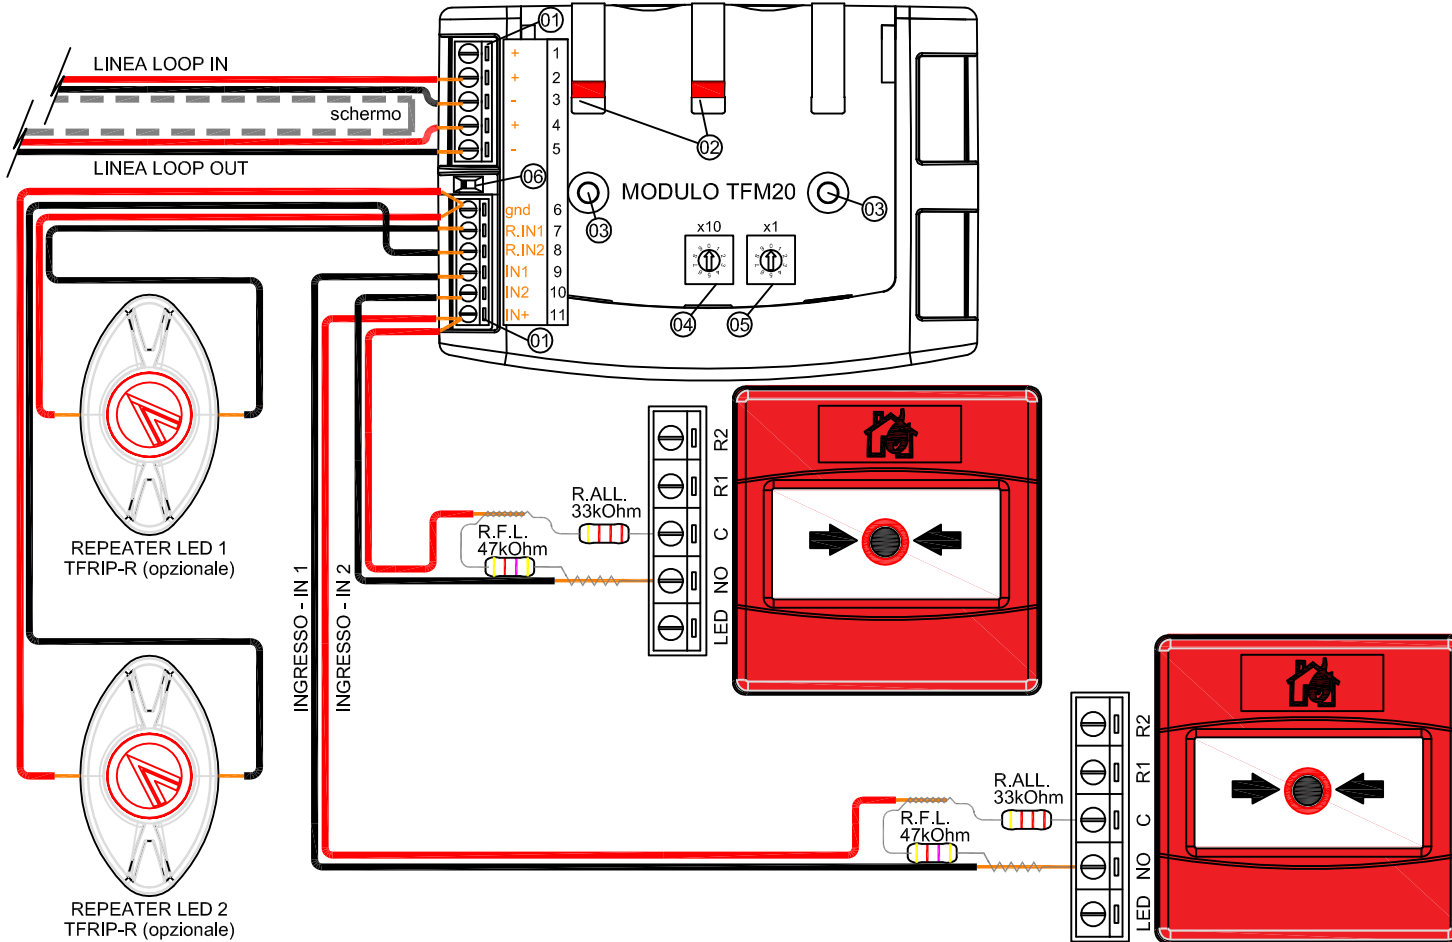 LINEA LOOP IN
schermo
LINEA LOOP OUT
01
+ 1
+ 2
- 3
+ 4
- 5
02
06
MODULO TFM20
03
03
gnd 6
R.IN1 7
R.IN2 8
IN1 9
IN2 10
IN+ 11
x10
x1
04
05
01
REPEATER LED 1
TFRIP-R (opzionale)
REPEATER LED 2
TFRIP-R (opzionale)
INGRESSO - IN 1
INGRESSO - IN 2
R.ALL.
33kOhm
R.F.L.
47kOhm
R2
R1
C
NO
LED
R.ALL.
33kOhm
R.F.L.
47kOhm
R2
R1
C
NO
LED